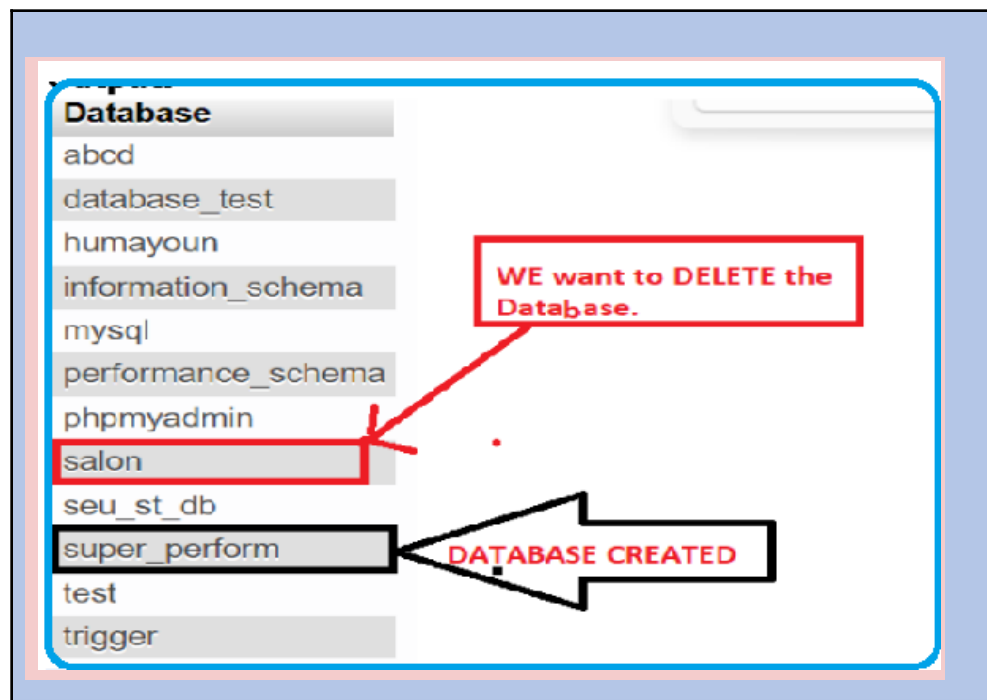 Database
abcd
database_test
humayoun
information_schema
WE want to DELETE the
Database.
mysql
performance_schema
phpmyadmin
salon
seu_st_db
super_perform
DATABASE CREATED
test
trigger